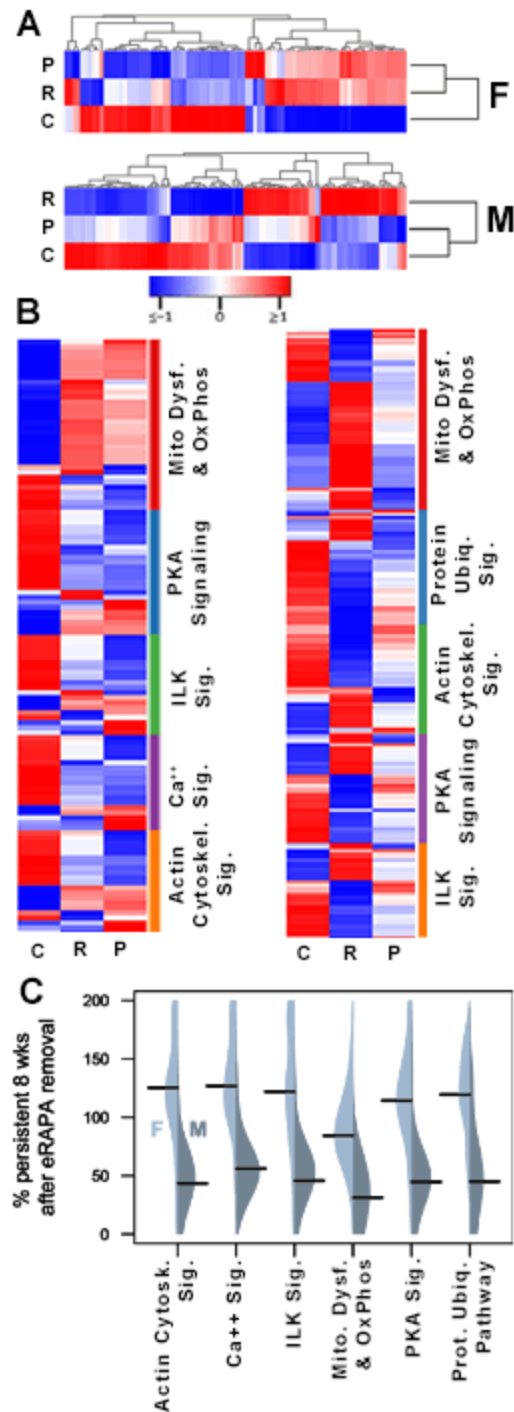 A
P
R
C
F
R
P
C
M
≤-1 0 ≥1
B
Mito Dysf.
& OxPhos
PKA
Signaling
ILK
Sig.
Ca++
Sig.
Actin
Cytoskel.
Sig.
C R P
Mito Dysf.
& OxPhos
Protein
Ubiq.
Sig.
Actin
Cytoskel.
Sig.
PKA
Signaling
ILK
Sig.
C R P
C
% persistent 8 wks
after eRAPA removal
200
150
100
50
0
F M
Actin Cytosk.
Sig.
Ca++ Sig.
ILK Sig.
Mito. Dysf.
& OxPhos
PKA Sig.
Prot. Ubiq.
Pathway